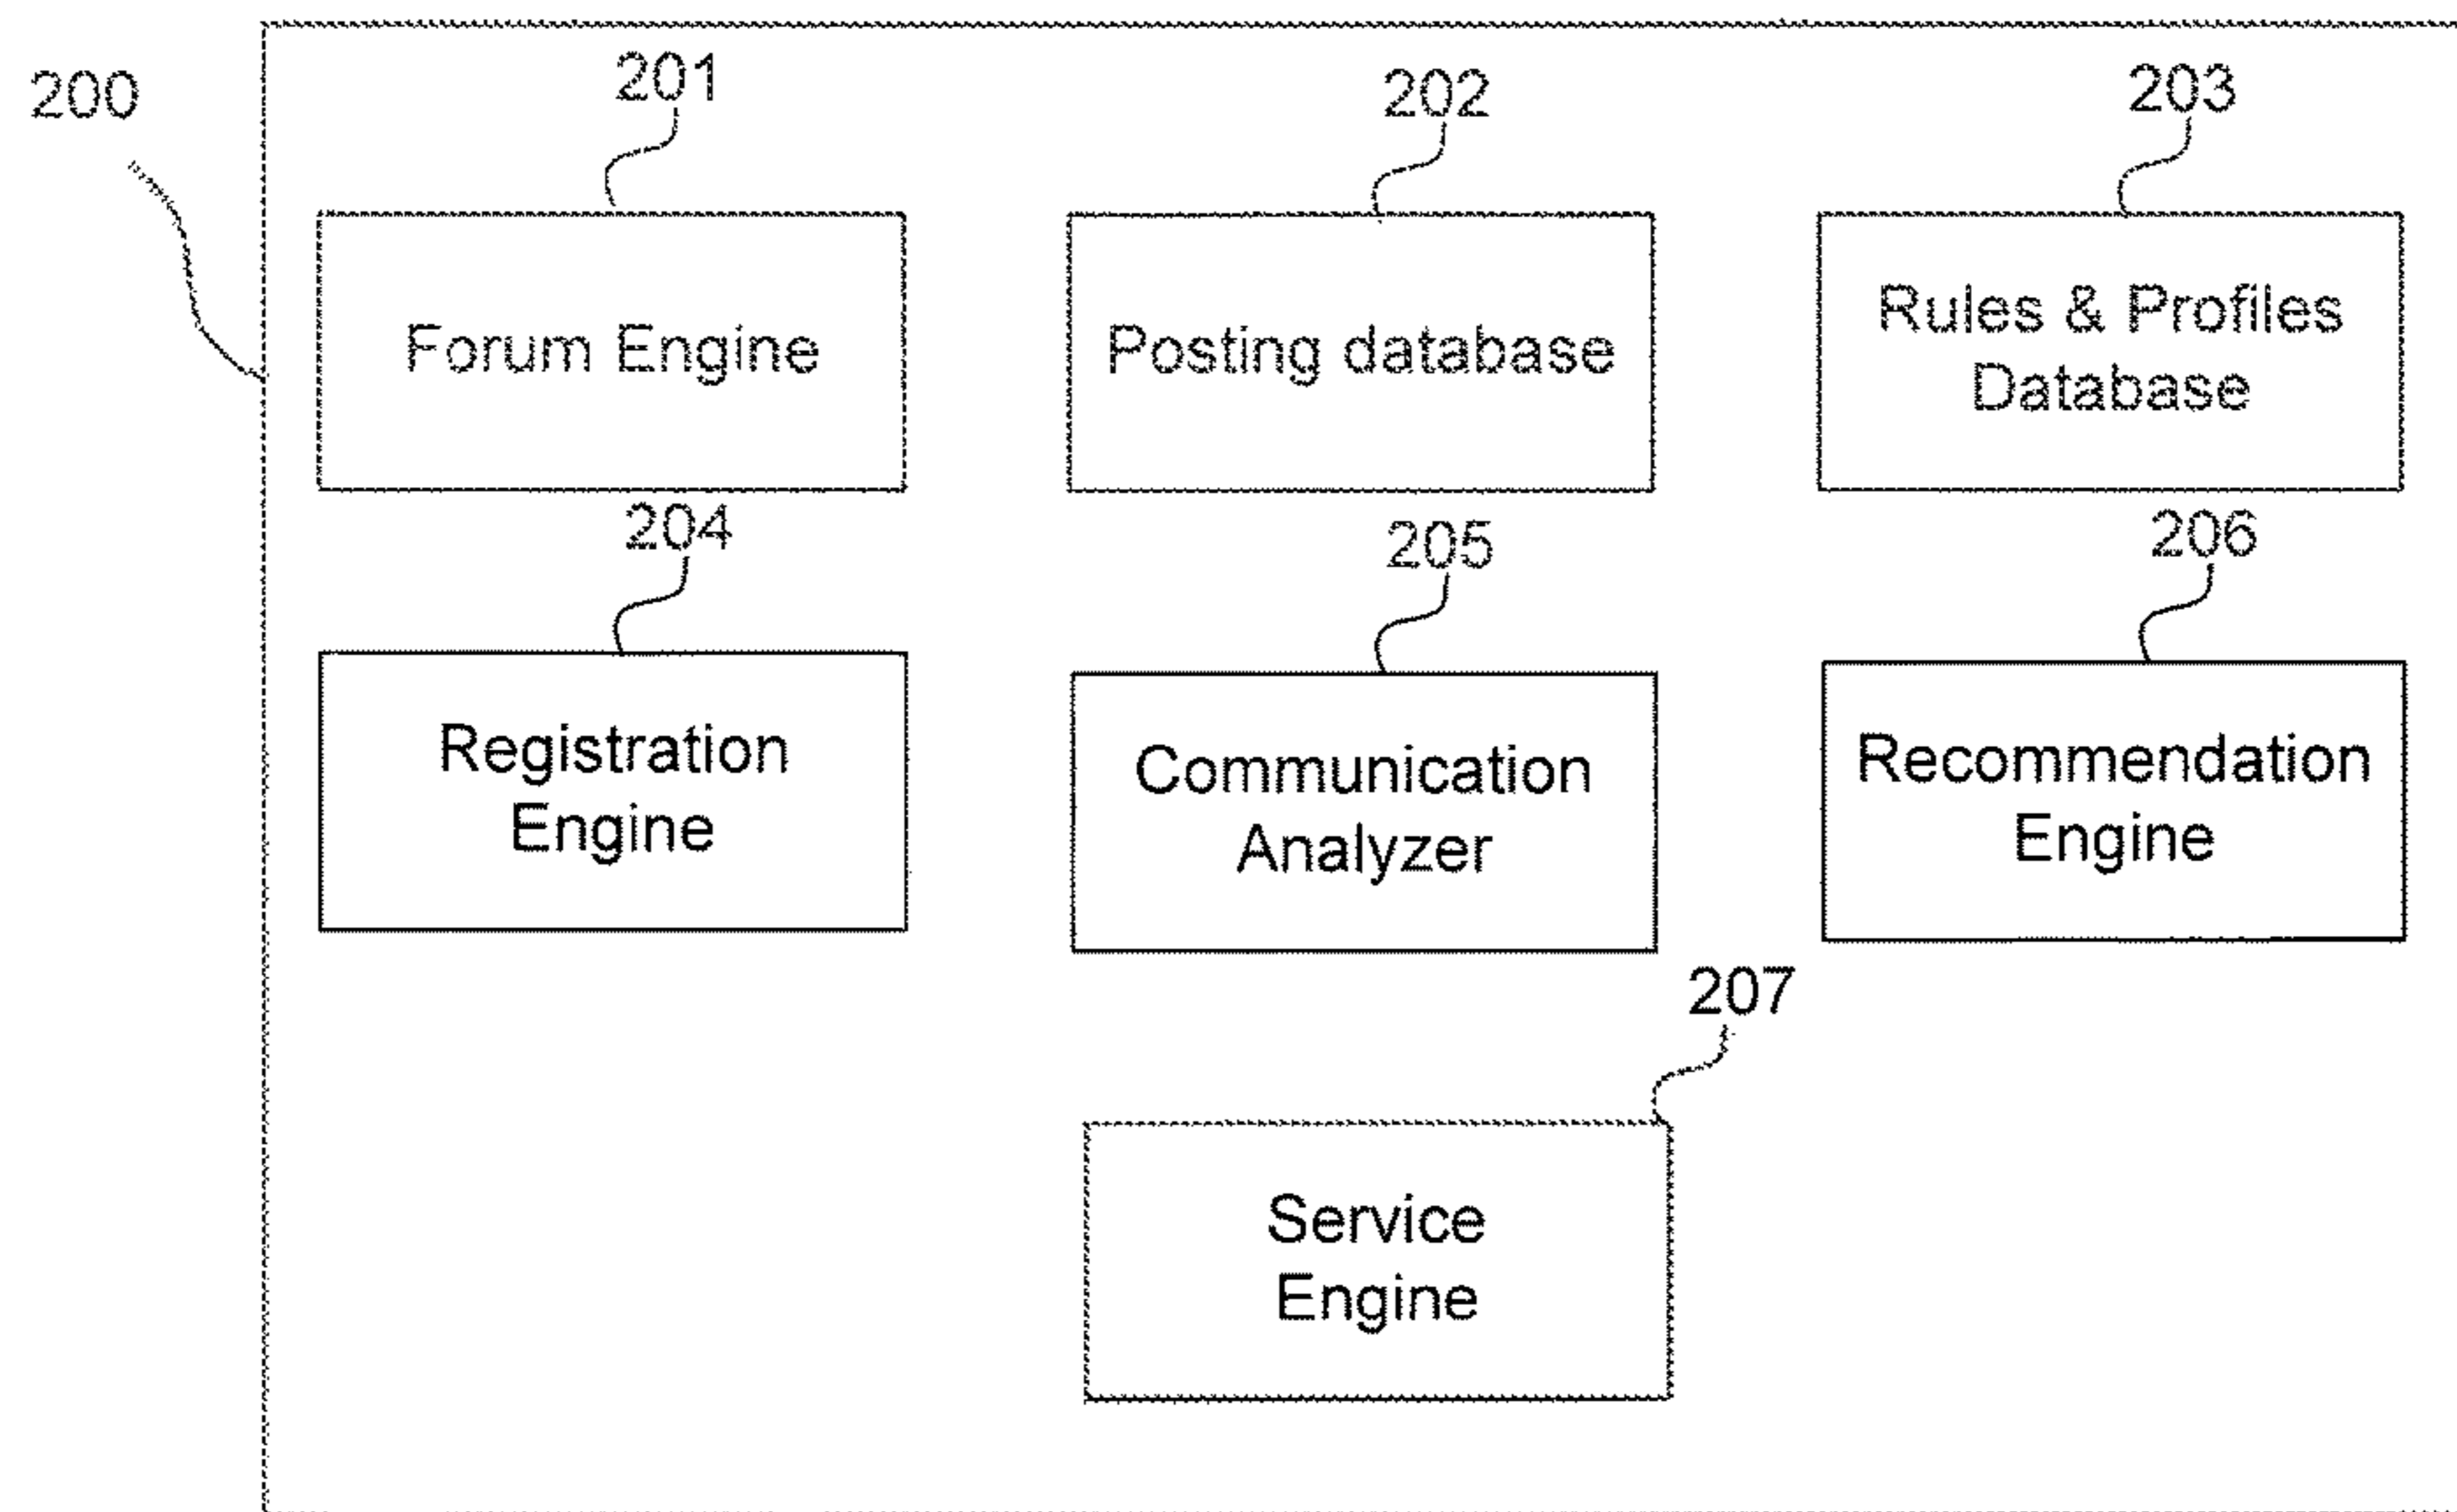 200
201
202
203
Forum Engine
Posting database
Rules & Profiles
Database
204
205
206
Registration
Engine
Communication
Analyzer
Recommendation
Engine
207
Service
Engine